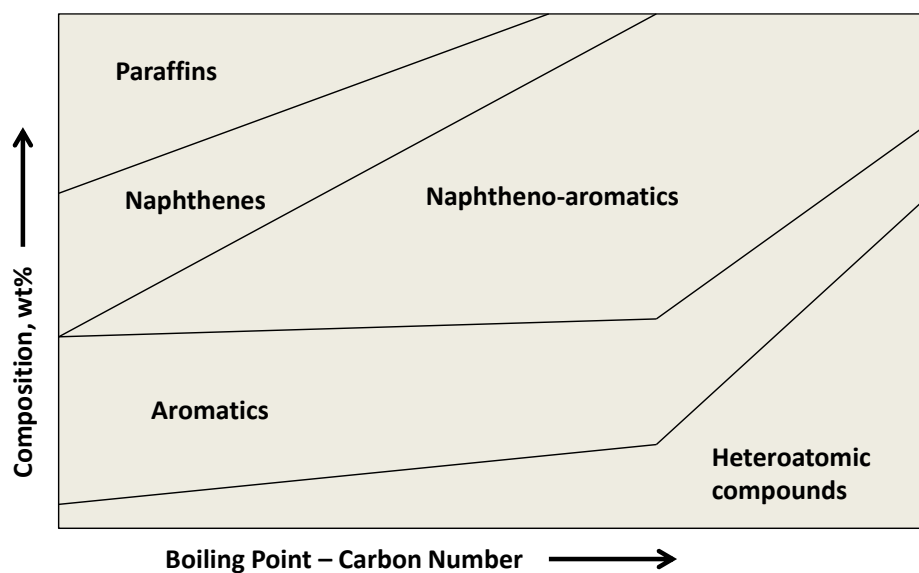 Paraffins
Naphthenes
Naphtheno-aromatics
Aromatics
Heteroatomic
compounds
Composition, wt%
Boiling Point – Carbon Number